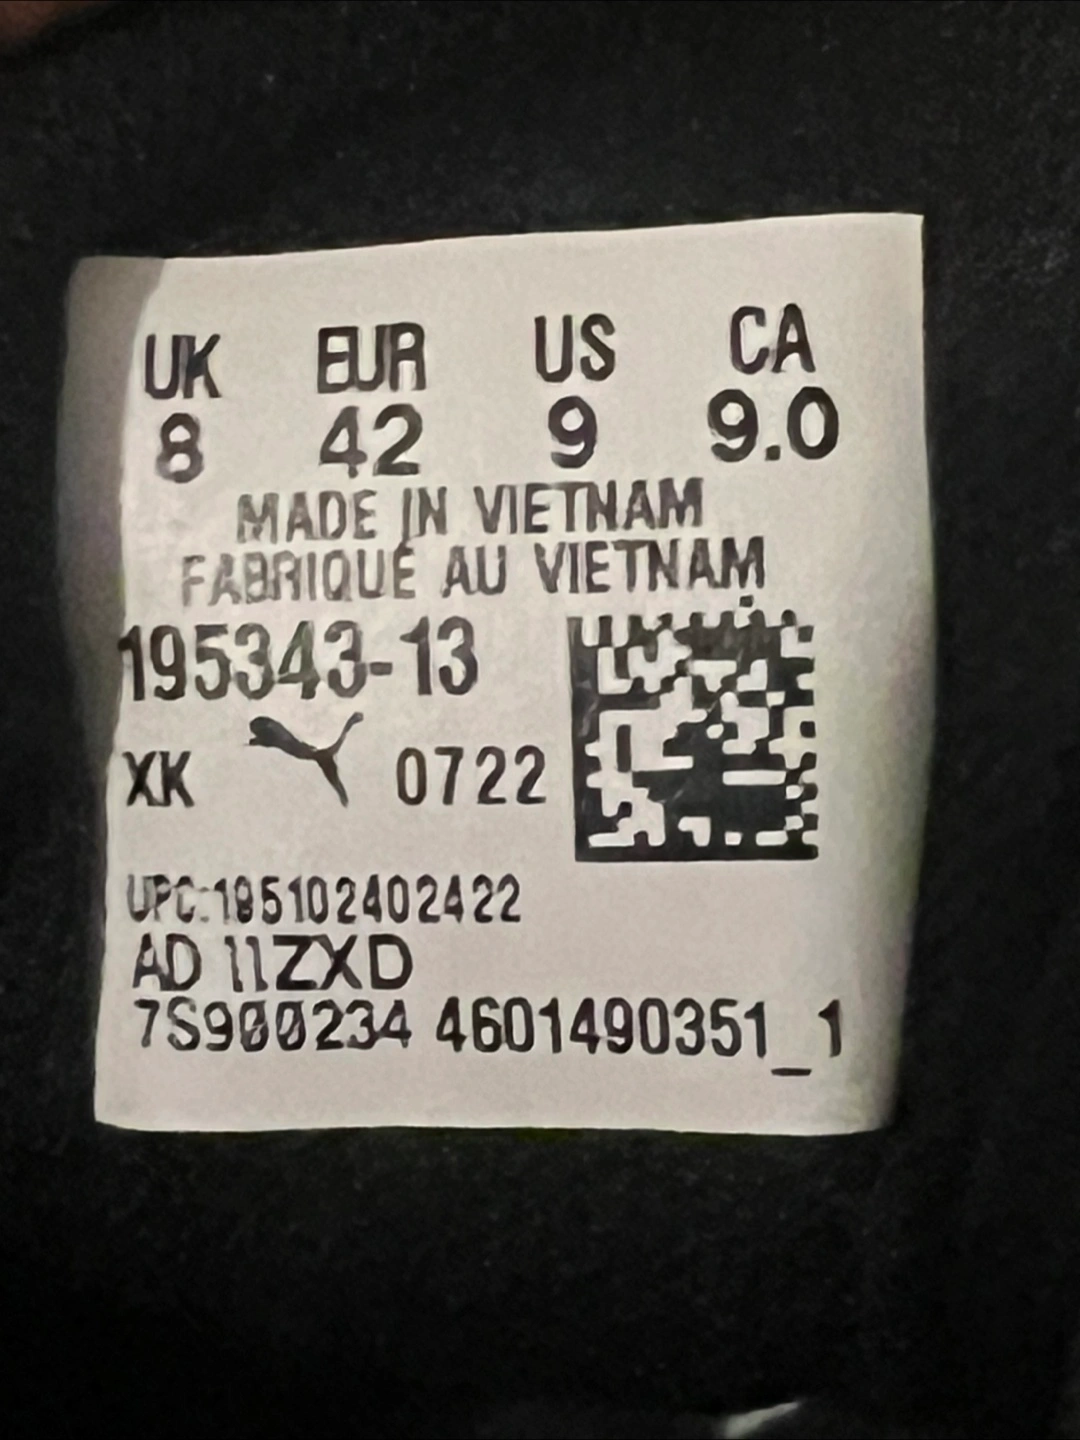 UK EUR US CA
8 42 9 9.0
MADE IN VIETNAM
FABRIQUÉ AU VIETNAM
195343-13
XK 0722
UPC:195102402422
AD 11ZXD
7S900234 4601490351_1